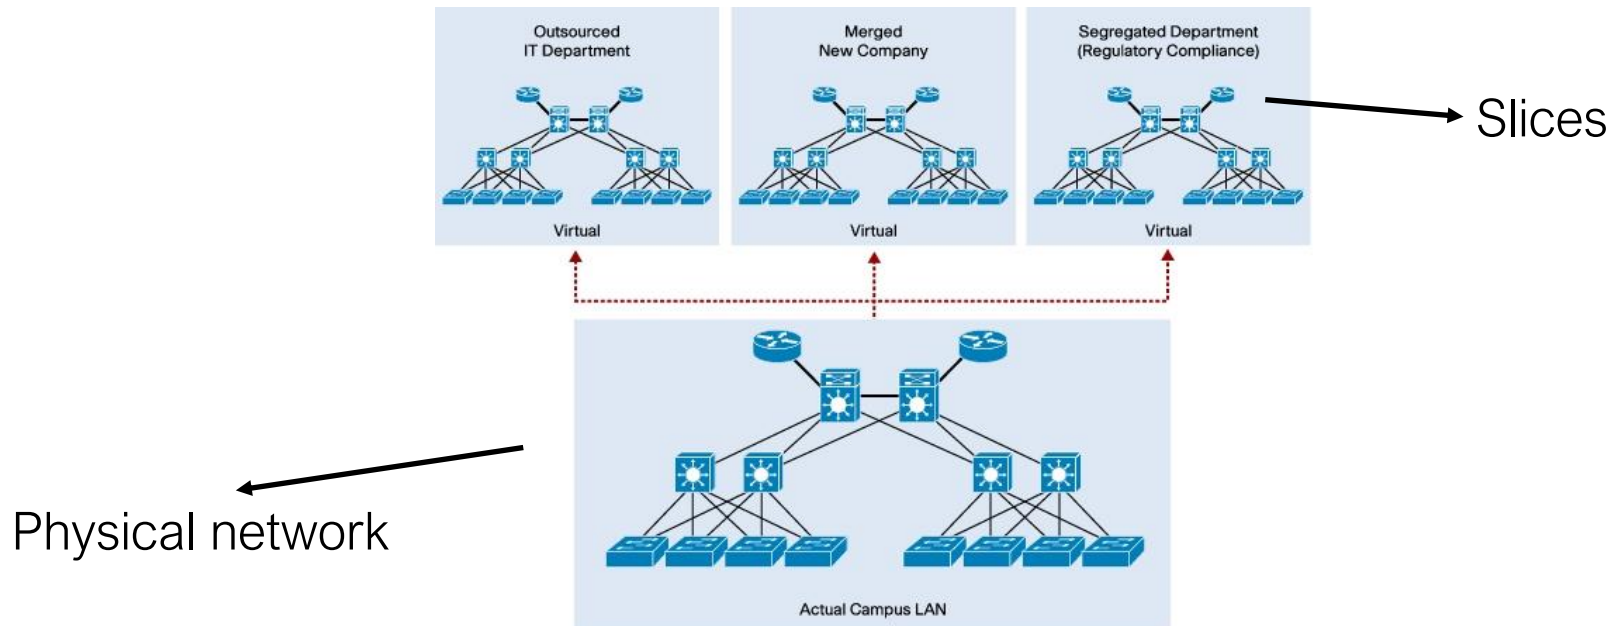 Outsourced
IT Department
Merged
New Company
Segregated Department
(Regulatory Compliance)
Slices
Virtual
Virtual
Virtual
Physical network
Actual Campus LAN